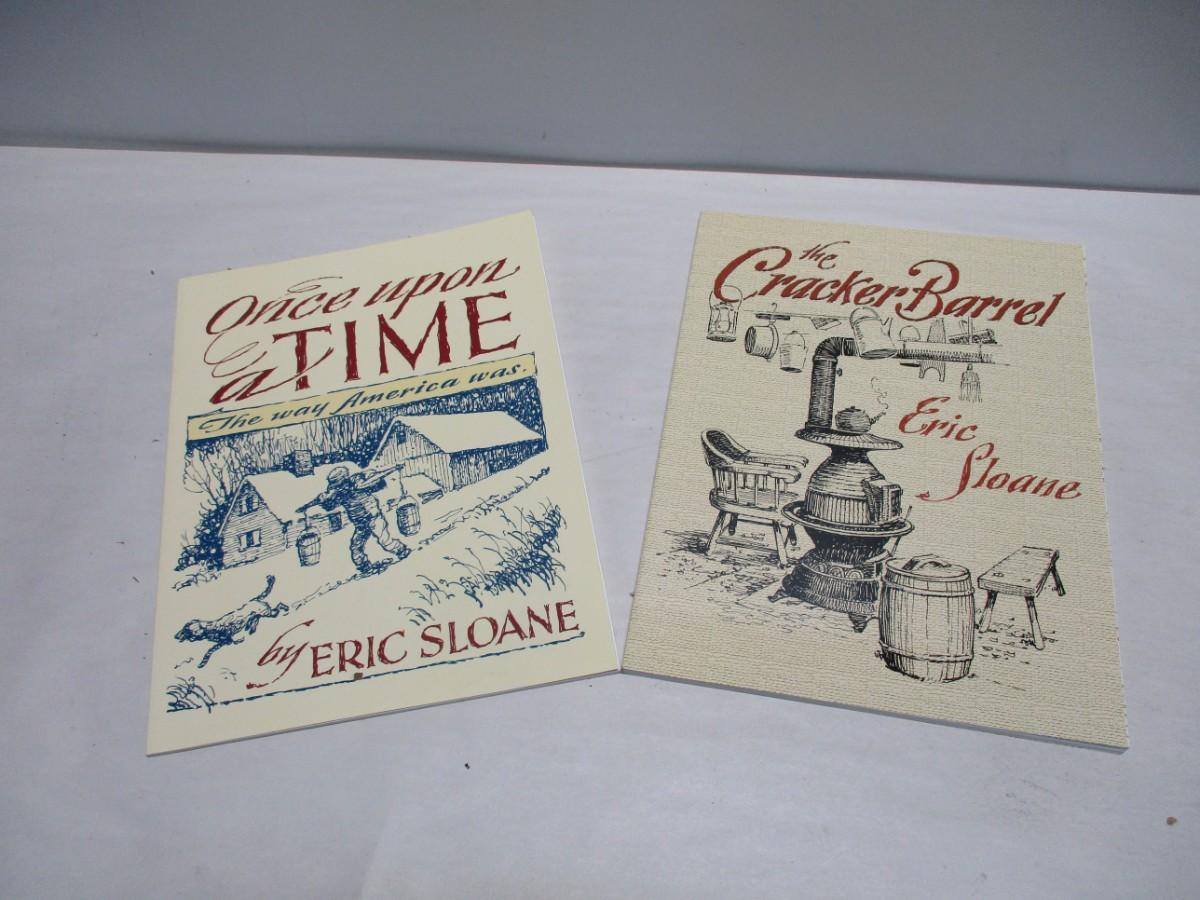 Once upon
a TIME
The way America was.
by ERIC SLOANE
the
Cracker Barrel
Eric
Sloane